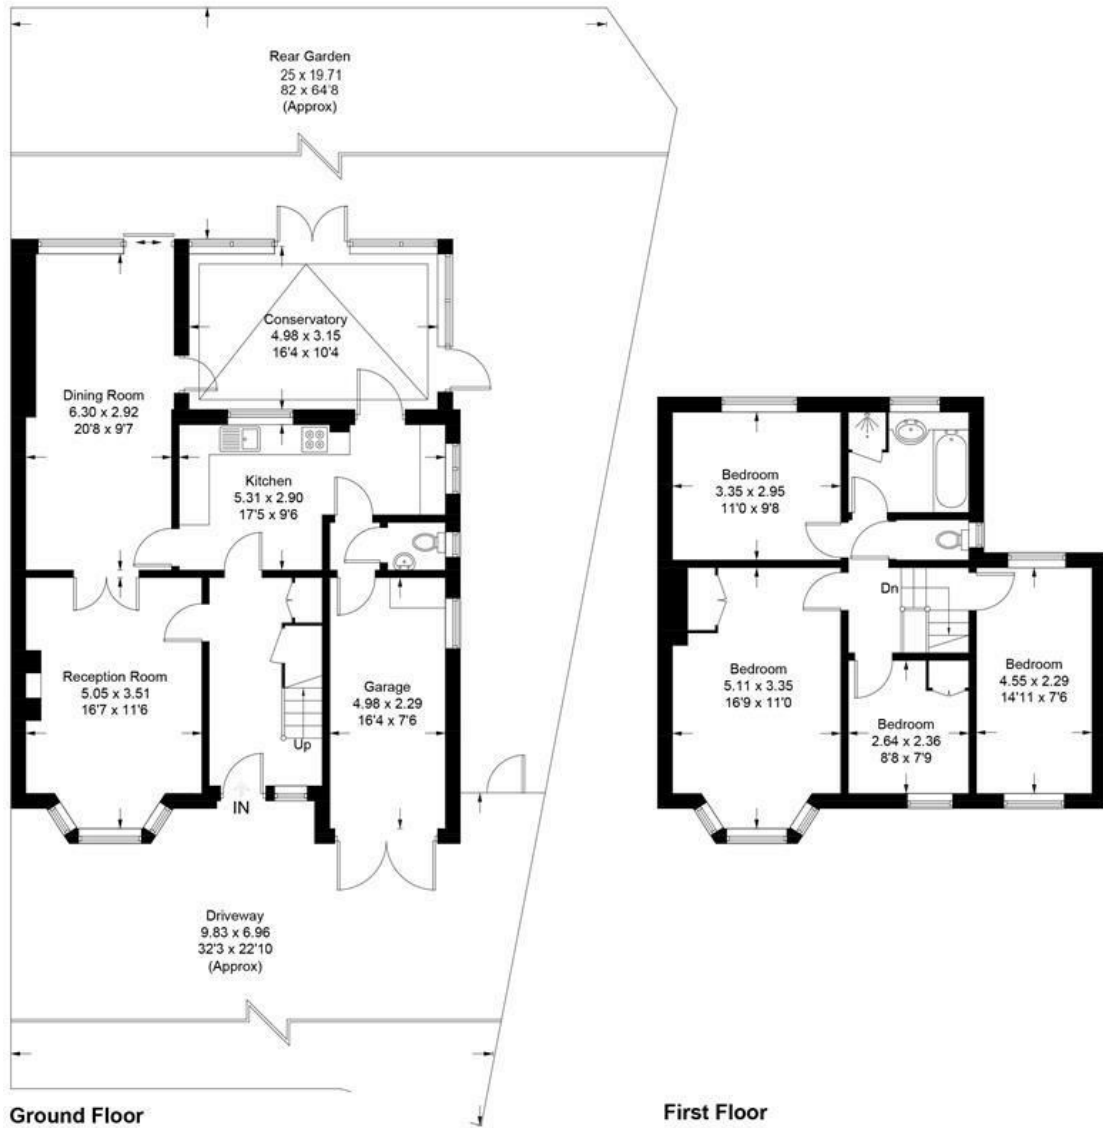 Rear Garden
25 x 19.71
82 x 64'8
(Approx)
Conservatory
4.98 x 3.15
16'4 x 10'4
Dining Room
6.30 x 2.92
20'8 x 9'7
Kitchen
5.31 x 2.90
17'5 x 9'6
Reception Room
5.05 x 3.51
16'7 x 11'6
Garage
4.98 x 2.29
16'4 x 7'6
Up
IN
Driveway
9.83 x 6.96
32'3 x 22'10
(Approx)
Ground Floor
Bedroom
3.35 x 2.95
11'0 x 9'8
Dn
Bedroom
5.11 x 3.35
16'9 x 11'0
Bedroom
4.55 x 2.29
14'11 x 7'6
Bedroom
2.64 x 2.36
8'8 x 7'9
First Floor